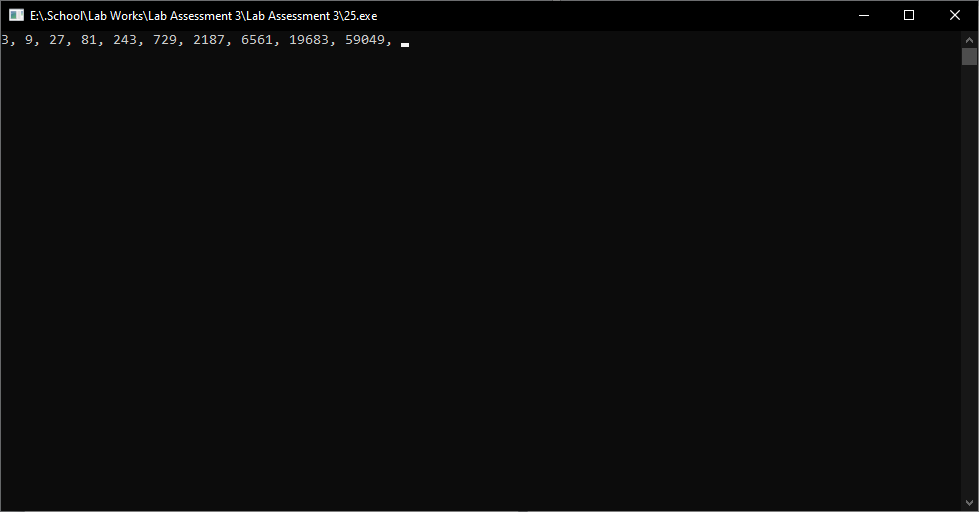 E:\.School\Lab Works\Lab Assessment 3\Lab Assessment 3\25.exe
3, 9, 27, 81, 243, 729, 2187, 6561, 19683, 59049,